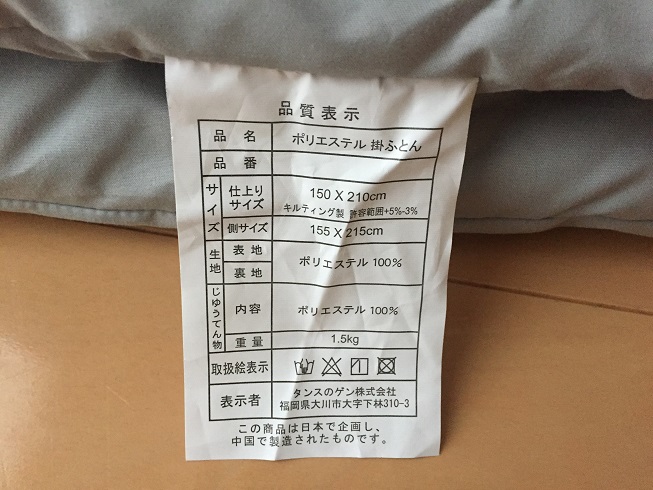 品質表示
品名 ポリエステル 掛ふとん
品番
サイズ 仕上りサイズ 150 X 210cm
キルティング製 許容範囲+5%-3%
側サイズ 155 X 215cm
生地 表地 ポリエステル 100%
裏地
じゅうてん物 内容 ポリエステル 100%
重量 1.5kg
取扱絵表示
表示者 タンスのゲン株式会社
福岡県大川市大字下林310-3
この商品は日本で企画し、
中国で製造されたものです。